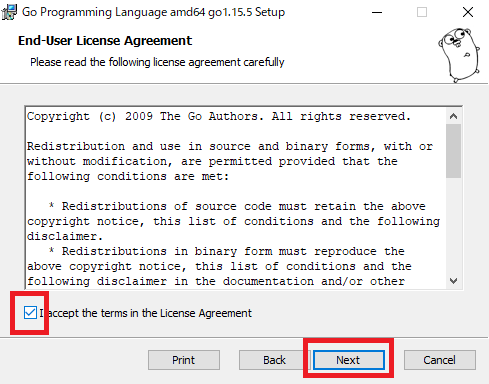 Go Programming Language amd64 go1.15.5 Setup
End-User License Agreement
Please read the following license agreement carefully
Copyright (c) 2009 The Go Authors. All rights reserved.
Redistribution and use in source and binary forms, with or
without modification, are permitted provided that the
following conditions are met:
* Redistributions of source code must retain the above
copyright notice, this list of conditions and the following
disclaimer.
* Redistributions in binary form must reproduce the
above copyright notice, this list of conditions and the
following disclaimer in the documentation and/or other
I accept the terms in the License Agreement
Print Back Next Cancel